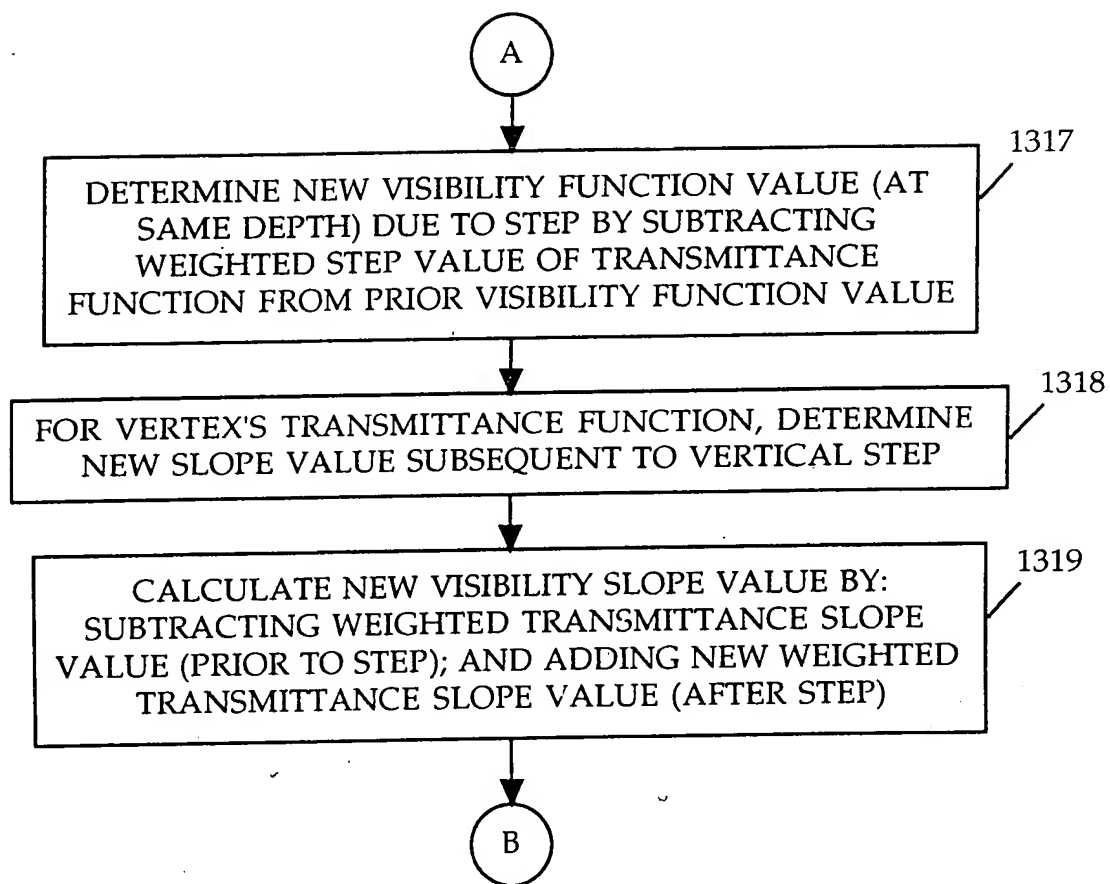 A
1317
DETERMINE NEW VISIBILITY FUNCTION VALUE (AT
SAME DEPTH) DUE TO STEP BY SUBTRACTING
WEIGHTED STEP VALUE OF TRANSMITTANCE
FUNCTION FROM PRIOR VISIBILITY FUNCTION VALUE
1318
FOR VERTEX'S TRANSMITTANCE FUNCTION, DETERMINE
NEW SLOPE VALUE SUBSEQUENT TO VERTICAL STEP
1319
CALCULATE NEW VISIBILITY SLOPE VALUE BY:
SUBTRACTING WEIGHTED TRANSMITTANCE SLOPE
VALUE (PRIOR TO STEP); AND ADDING NEW WEIGHTED
TRANSMITTANCE SLOPE VALUE (AFTER STEP)
B